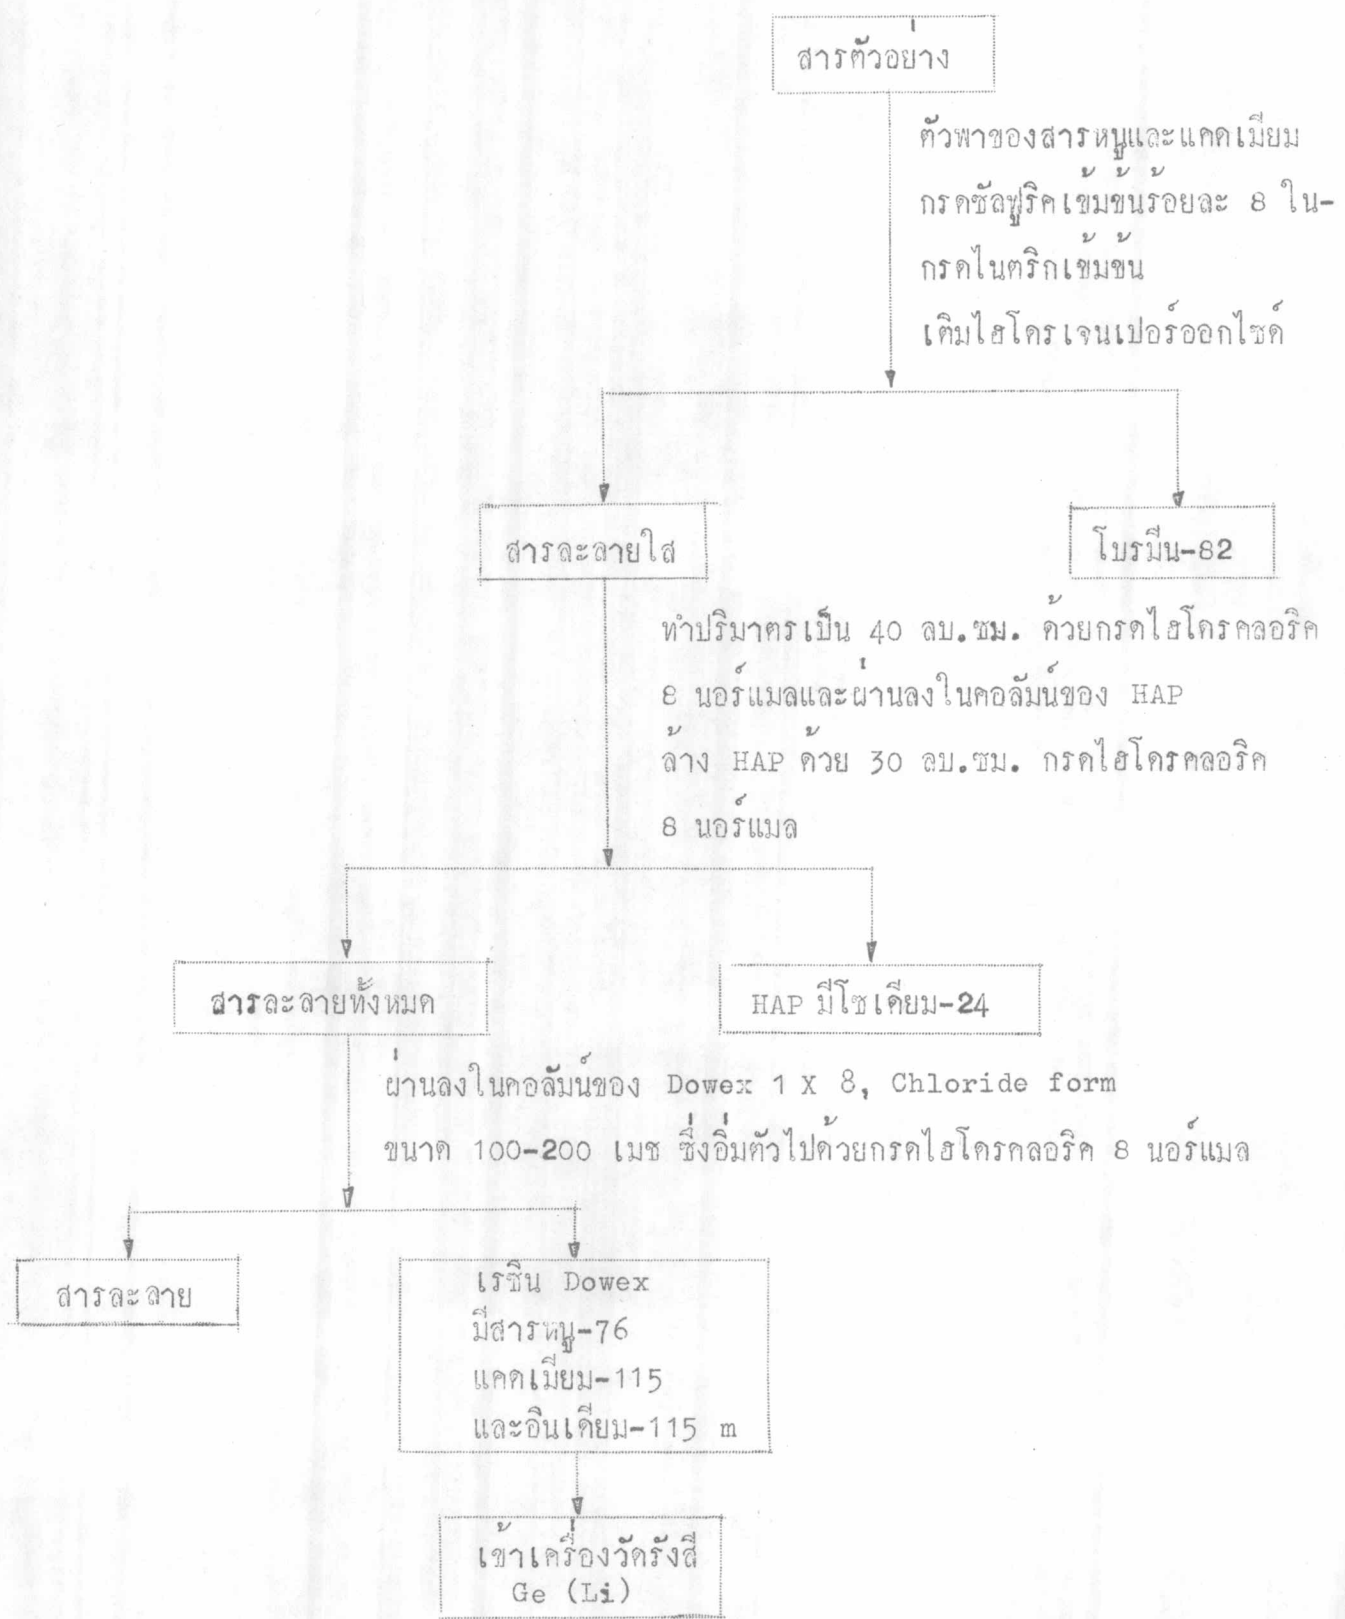 สารตัวอย่าง
ตัวพาของสารหนูและแคดเมียม
กรดซัลฟูริคเข้มข้นร้อยละ 8 ใน-
กรดไนตริกเข้มข้น
เติมไฮโดรเจนเปอร์ออกไซด์
สารละลายใส
โบรมีน-82
ทำปริมาตรเป็น 40 ลบ.ซม. ด้วยกรดไฮโดรคลอริค
8 นอร์แมลและผ่านลงในคอลัมน์ของ HAP
ล้าง HAP ด้วย 30 ลบ.ซม. กรดไฮโดรคลอริค
8 นอร์แมล
สารละลายทั้งหมด
HAP มีโซเดียม-24
ผ่านลงในคอลัมน์ของ Dowex 1 X 8, Chloride form
ขนาด 100-200 เมช ซึ่งอิ่มตัวไปด้วยกรดไฮโดรคลอริค 8 นอร์แมล
สารละลาย
เรซิน Dowex
มีสารหนู-76
แคดเมียม-115
และอินเดียม-115 m
เข้าเครื่องวัดรังสี
Ge (Li)